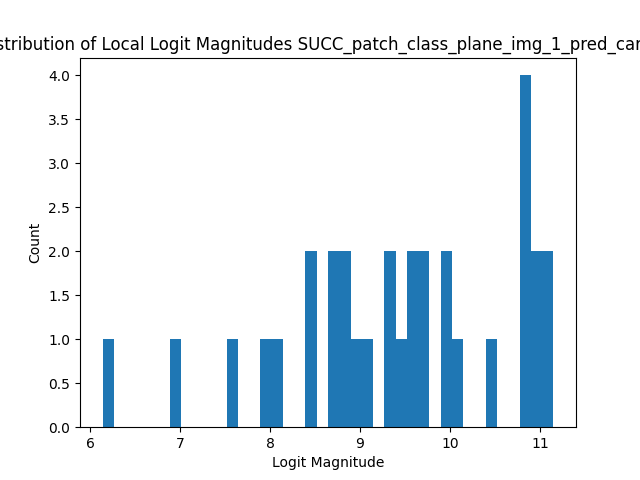 stribution of Local Logit Magnitudes SUCC_patch_class_plane_img_1_pred_car
4.0
3.5
3.0
2.5
2.0
1.5
1.0
0.5
0.0
Count
6 7 8 9 10 11
Logit Magnitude